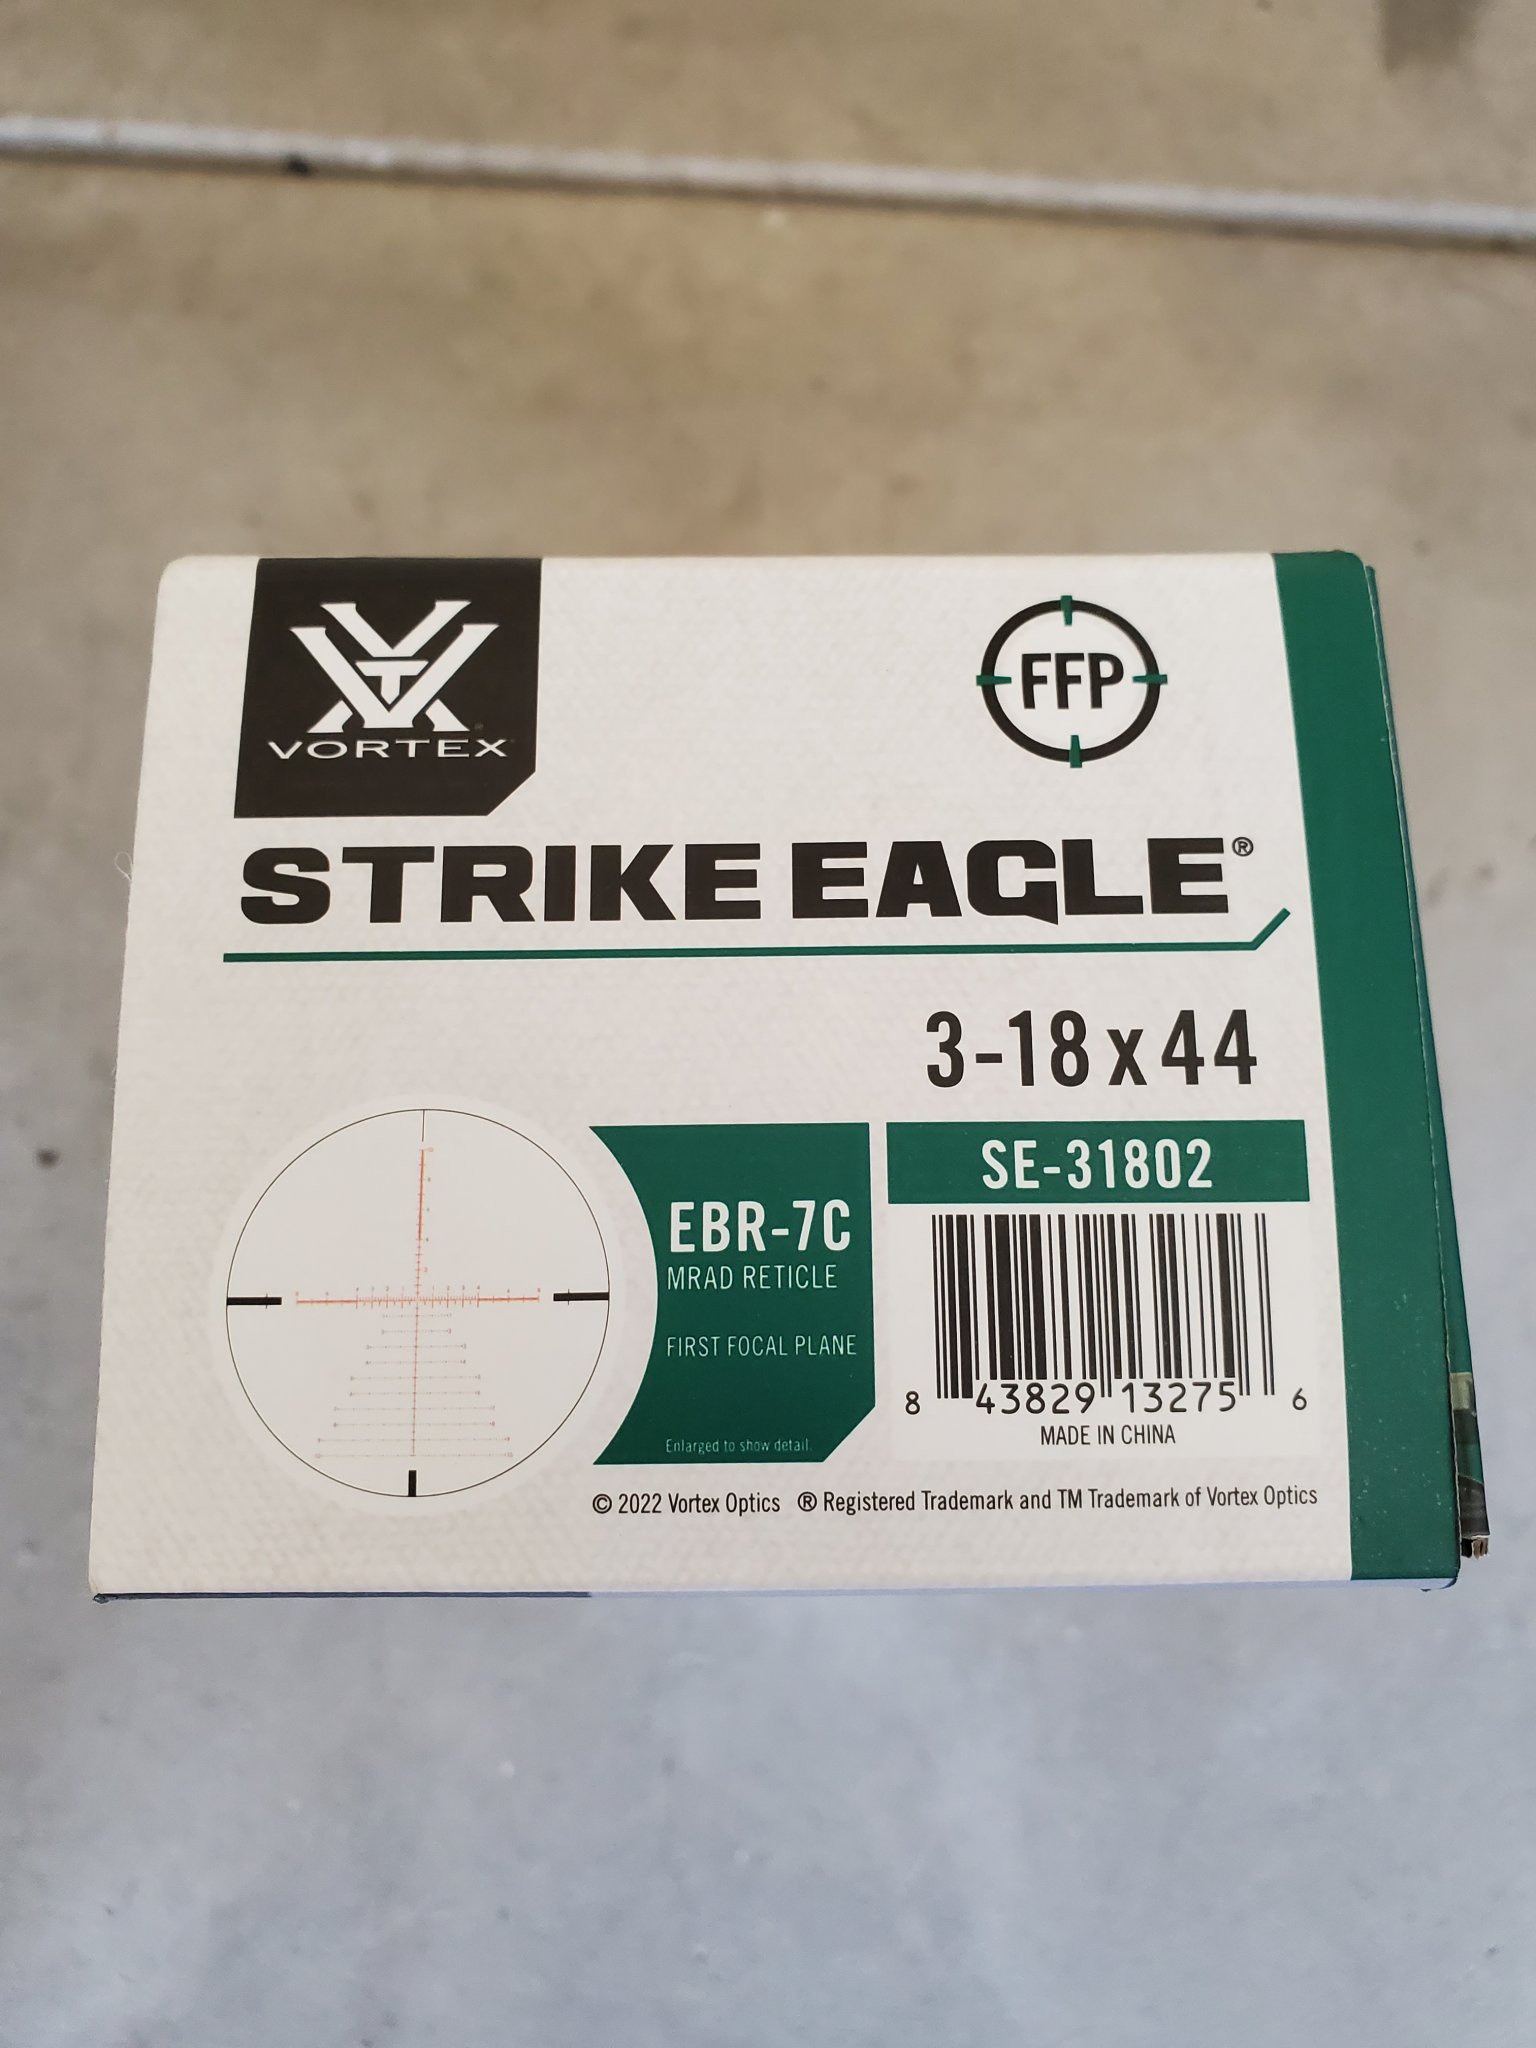 VORTEX
FFP
STRIKE EAGLE®
3-18x44
SE-31802
EBR-7C
MRAD RETICLE
FIRST FOCAL PLANE
Enlarged to show detail.
8 43829 13275 6
MADE IN CHINA
© 2022 Vortex Optics ® Registered Trademark and TM Trademark of Vortex Optics